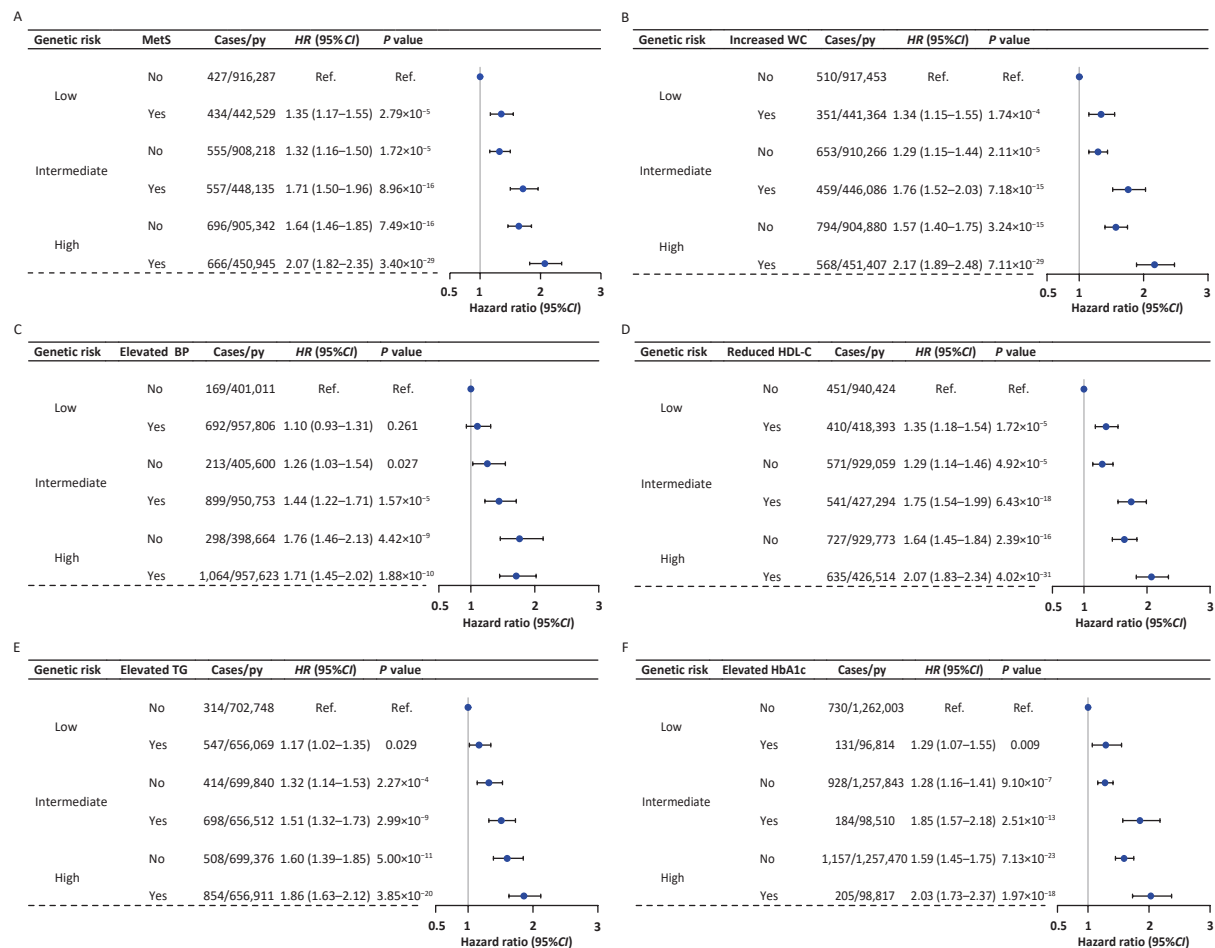 A
Genetic risk MetS Cases/py HR (95%CI) P value
No 427/916,287 Ref. Ref.
Low
Yes 434/442,529 1.35 (1.17–1.55) 2.79×10⁻⁵
No 555/908,218 1.32 (1.16–1.50) 1.72×10⁻⁵
Intermediate
Yes 557/448,135 1.71 (1.50–1.96) 8.96×10⁻¹⁶
No 696/905,342 1.64 (1.46–1.85) 7.49×10⁻¹⁶
High
Yes 666/450,945 2.07 (1.82–2.35) 3.40×10⁻²⁹
0.5 1 2 3
Hazard ratio (95%CI)
B
Genetic risk Increased WC Cases/py HR (95%CI) P value
No 510/917,453 Ref. Ref.
Low
Yes 351/441,364 1.34 (1.15–1.55) 1.74×10⁻⁴
No 653/910,266 1.29 (1.15–1.44) 2.11×10⁻⁵
Intermediate
Yes 459/446,086 1.76 (1.52–2.03) 7.18×10⁻¹⁵
No 794/904,880 1.57 (1.40–1.75) 3.24×10⁻¹⁵
High
Yes 568/451,407 2.17 (1.89–2.48) 7.11×10⁻²⁹
0.5 1 2 3
Hazard ratio (95%CI)
C
Genetic risk Elevated BP Cases/py HR (95%CI) P value
No 169/401,011 Ref. Ref.
Low
Yes 692/957,806 1.10 (0.93–1.31) 0.261
No 213/405,600 1.26 (1.03–1.54) 0.027
Intermediate
Yes 899/950,753 1.44 (1.22–1.71) 1.57×10⁻⁵
No 298/398,664 1.76 (1.46–2.13) 4.42×10⁻⁹
High
Yes 1,064/957,623 1.71 (1.45–2.02) 1.88×10⁻¹⁰
0.5 1 2 3
Hazard ratio (95%CI)
D
Genetic risk Reduced HDL-C Cases/py HR (95%CI) P value
No 451/940,424 Ref. Ref.
Low
Yes 410/418,393 1.35 (1.18–1.54) 1.72×10⁻⁵
No 571/929,059 1.29 (1.14–1.46) 4.92×10⁻⁵
Intermediate
Yes 541/427,294 1.75 (1.54–1.99) 6.43×10⁻¹⁸
No 727/929,773 1.64 (1.45–1.84) 2.39×10⁻¹⁶
High
Yes 635/426,514 2.07 (1.83–2.34) 4.02×10⁻³¹
0.5 1 2 3
Hazard ratio (95%CI)
E
Genetic risk Elevated TG Cases/py HR (95%CI) P value
No 314/702,748 Ref. Ref.
Low
Yes 547/656,069 1.17 (1.02–1.35) 0.029
No 414/699,840 1.32 (1.14–1.53) 2.27×10⁻⁴
Intermediate
Yes 698/656,512 1.51 (1.32–1.73) 2.99×10⁻⁹
No 508/699,376 1.60 (1.39–1.85) 5.00×10⁻¹¹
High
Yes 854/656,911 1.86 (1.63–2.12) 3.85×10⁻²⁰
0.5 1 2 3
Hazard ratio (95%CI)
F
Genetic risk Elevated HbA1c Cases/py HR (95%CI) P value
No 730/1,262,003 Ref. Ref.
Low
Yes 131/96,814 1.29 (1.07–1.55) 0.009
No 928/1,257,843 1.28 (1.16–1.41) 9.10×10⁻⁷
Intermediate
Yes 184/98,510 1.85 (1.57–2.18) 2.51×10⁻¹³
No 1,157/1,257,470 1.59 (1.45–1.75) 7.13×10⁻²³
High
Yes 205/98,817 2.03 (1.73–2.37) 1.97×10⁻¹⁸
0.5 1 2 3
Hazard ratio (95%CI)